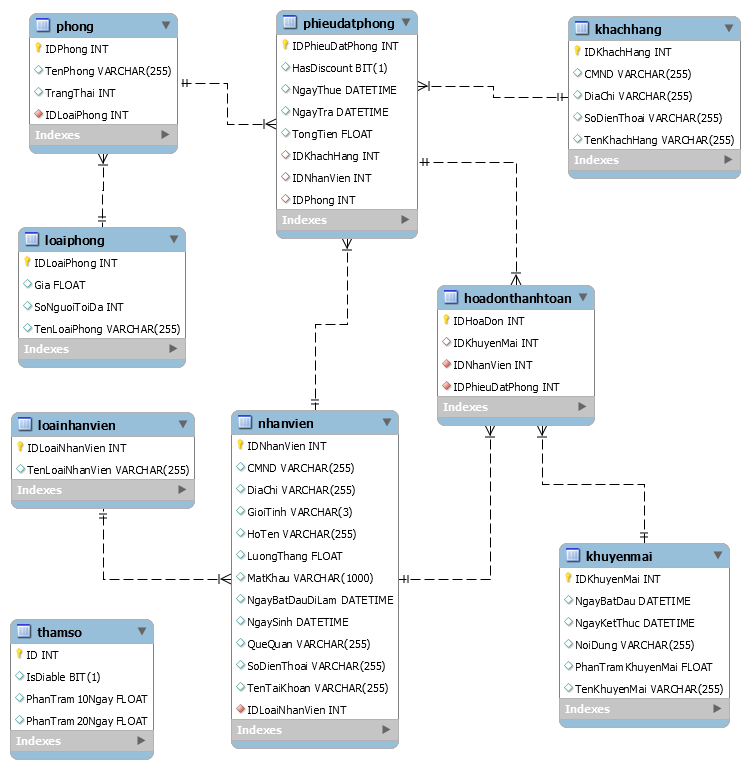 phong
IDPhong INT
TenPhong VARCHAR(255)
TrangThai INT
IDLoaiPhong INT
Indexes
phieudatphong
IDPhieuDatPhong INT
HasDiscount BIT(1)
NgayThue DATETIME
NgayTra DATETIME
TongTien FLOAT
IDKhachHang INT
IDNhanVien INT
IDPhong INT
Indexes
khachhang
IDKhachHang INT
CMND VARCHAR(255)
DiaChi VARCHAR(255)
SoDienThoai VARCHAR(255)
TenKhachHang VARCHAR(255)
Indexes
loaiphong
IDLoaiPhong INT
Gia FLOAT
SoNguoiToiDa INT
TenLoaiPhong VARCHAR(255)
Indexes
hoadonthanhtoan
IDHoaDon INT
IDKhuyenMai INT
IDNhanVien INT
IDPhieuDatPhong INT
Indexes
loainhanvien
IDLoaiNhanVien INT
TenLoaiNhanVien VARCHAR(255)
Indexes
nhanvien
IDNhanVien INT
CMND VARCHAR(255)
DiaChi VARCHAR(255)
GioiTinh VARCHAR(3)
HoTen VARCHAR(255)
LuongThang FLOAT
MatKhau VARCHAR(1000)
NgayBatDauDiLam DATETIME
NgaySinh DATETIME
QueQuan VARCHAR(255)
SoDienThoai VARCHAR(255)
TenTaiKhoan VARCHAR(255)
IDLoaiNhanVien INT
Indexes
khuyenmai
IDKhuyenMai INT
NgayBatDau DATETIME
NgayKetThuc DATETIME
NoiDung VARCHAR(255)
PhanTramKhuyenMai FLOAT
TenKhuyenMai VARCHAR(255)
Indexes
thamso
ID INT
IsDiable BIT(1)
PhanTram10Ngay FLOAT
PhanTram20Ngay FLOAT
Indexes